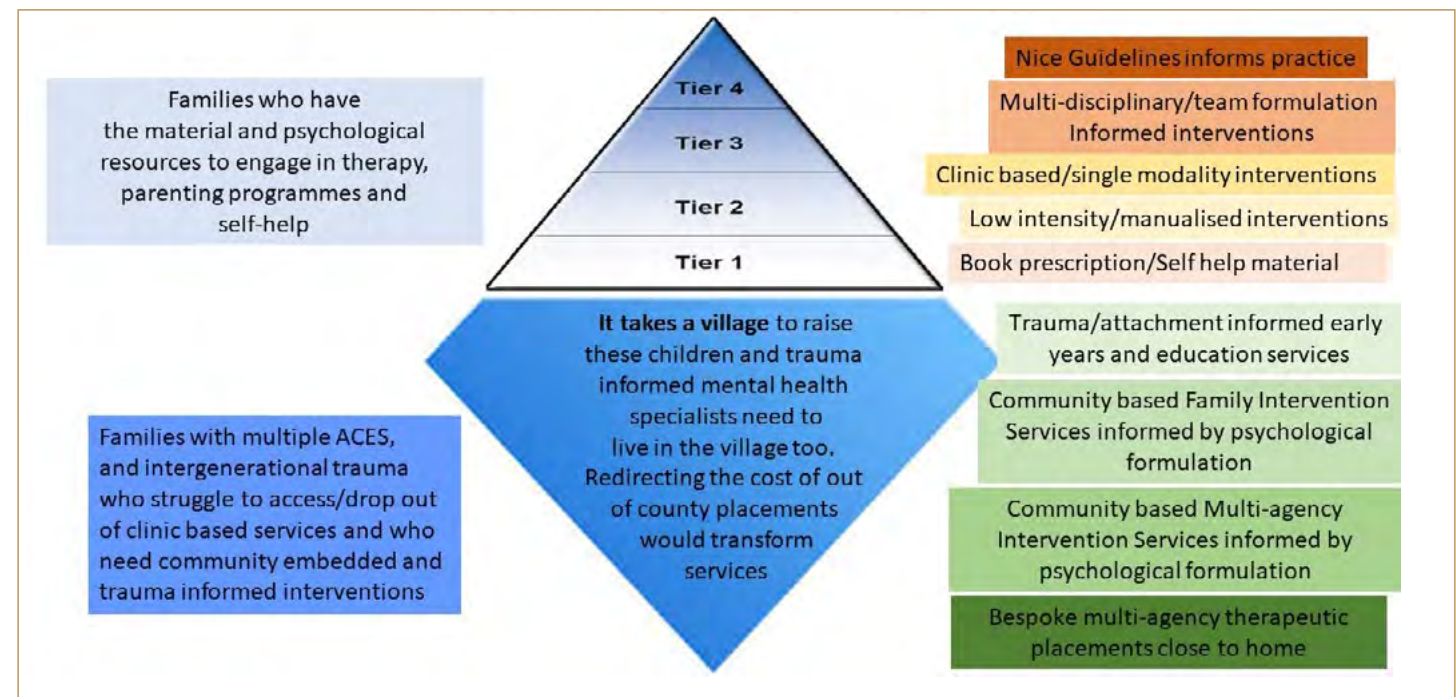 Families who have
the material and psychological
resources to engage in therapy,
parenting programmes and
self-help
Tier 4
Tier 3
Tier 2
Tier 1
Nice Guidelines informs practice
Multi-disciplinary/team formulation
Informed interventions
Clinic based/single modality interventions
Low intensity/manualised interventions
Book prescription/Self help material
Families with multiple ACES,
and intergenerational trauma
who struggle to access/drop out
of clinic based services and who
need community embedded and
trauma informed interventions
It takes a village to raise
these children and trauma
informed mental health
specialists need to
live in the village too.
Redirecting the cost of out
of county placements
would transform
services
Trauma/attachment informed early
years and education services
Community based Family Intervention
Services informed by psychological
formulation
Community based Multi-agency
Intervention Services informed by
psychological formulation
Bespoke multi-agency therapeutic
placements close to home